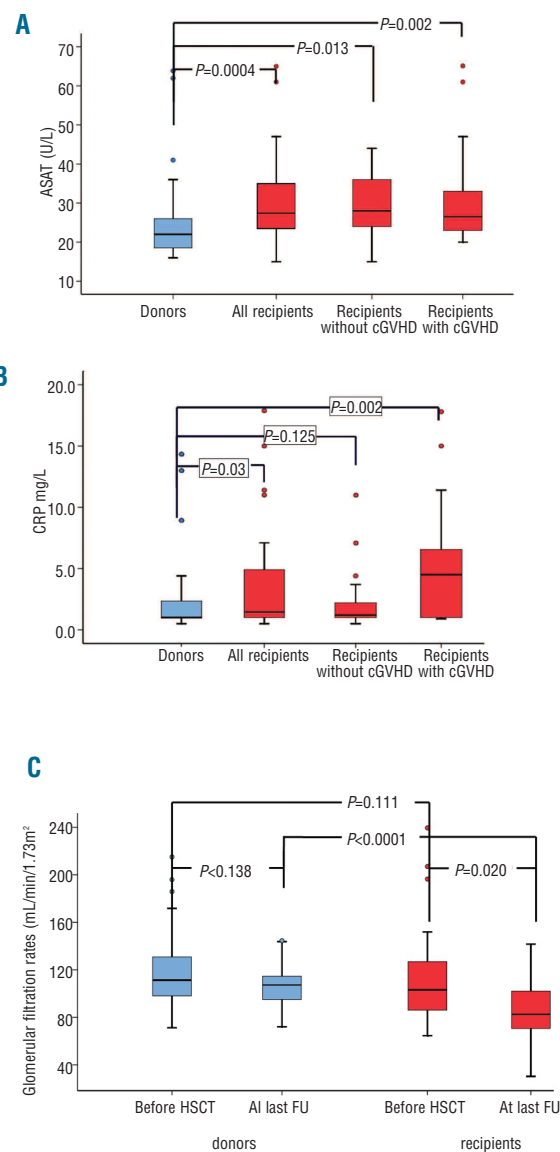 A
P=0.002
70
P=0.013
P=0.0004
60
50
ASAT (U/L)
40
30
20
10
Donors
All recipients
Recipients
without cGVHD
Recipients
with cGVHD
B
20.0
P=0.002
P=0.125
15.0
P=0.03
CRP mg/L
10.0
5.0
0.0
Donors
All recipients
Recipients
without cGVHD
Recipients
with cGVHD
C
P=0.111
240
P<0.0001
P<0.138
P=0.020
200
Glomerular filtration rates (mL/min/1.73m²
160
120
80
40
Before HSCT
Al last FU
Before HSCT
At last FU
donors
recipients